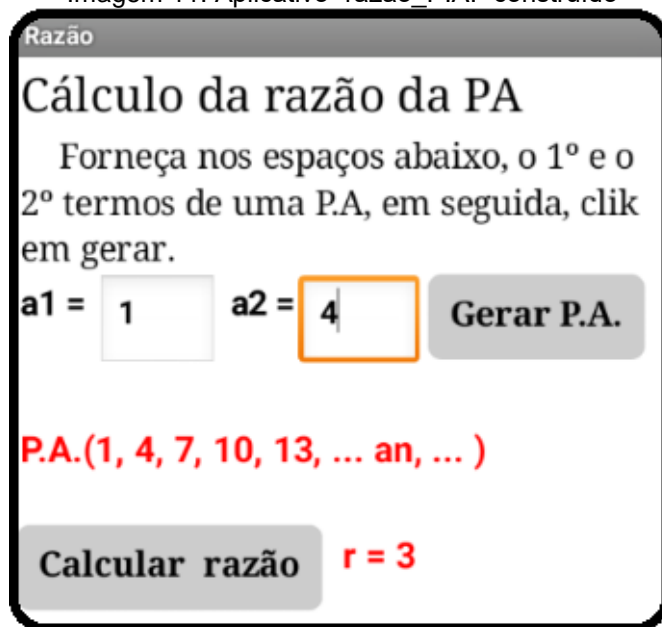 Razão
Cálculo da razão da PA
Forneça nos espaços abaixo, o 1º e o
2º termos de uma P.A, em seguida, clik
em gerar.
a1 = 1 a2 = 4 Gerar P.A.
P.A.(1, 4, 7, 10, 13, ... an, ... )
Calcular razão r = 3